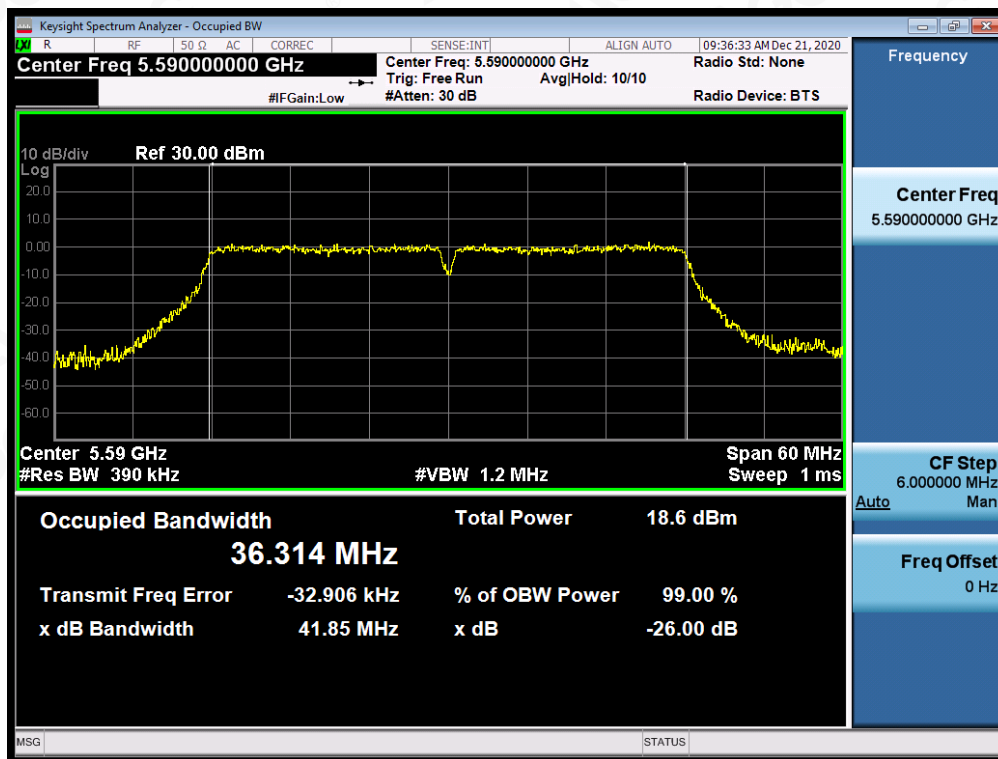 Keysight Spectrum Analyzer - Occupied BW
LXI R RF 50 Ω AC CORREC SENSE:INT ALIGN AUTO 09:36:33 AM Dec 21, 2020
Center Freq 5.590000000 GHz
Center Freq: 5.590000000 GHz
Radio Std: None
Trig: Free Run Avg|Hold: 10/10
#IFGain:Low
#Atten: 30 dB
Radio Device: BTS
10 dB/div Ref 30.00 dBm
Log
20.0
10.0
0.00
-10.0
-20.0
-30.0
-40.0
-50.0
-60.0
Center 5.59 GHz Span 60 MHz
#Res BW 390 kHz #VBW 1.2 MHz Sweep 1 ms
Occupied Bandwidth Total Power 18.6 dBm
36.314 MHz
Transmit Freq Error -32.906 kHz % of OBW Power 99.00 %
x dB Bandwidth 41.85 MHz x dB -26.00 dB
MSG STATUS
Frequency
Center Freq
5.590000000 GHz
CF Step
6.000000 MHz
Auto Man
Freq Offset
0 Hz